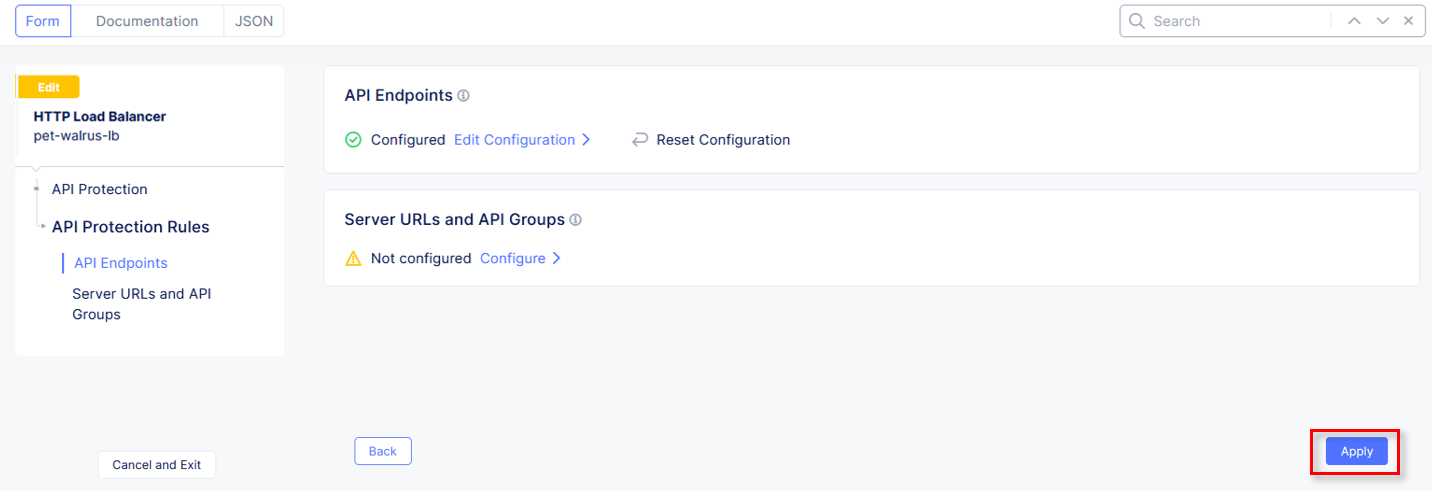 Form
Documentation
JSON
Search
Edit
HTTP Load Balancer
pet-walrus-lb
API Protection
API Protection Rules
API Endpoints
Server URLs and API
Groups
Cancel and Exit
API Endpoints
Configured Edit Configuration Reset Configuration
Server URLs and API Groups
Not configured Configure
Back
Apply